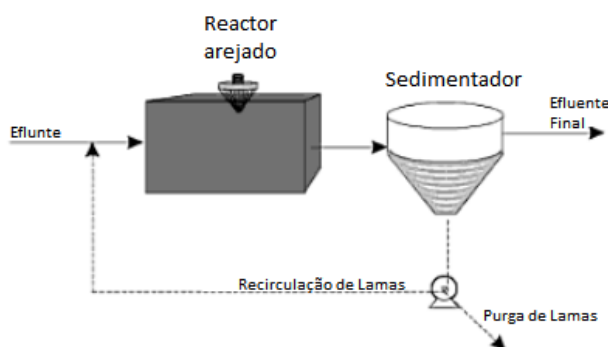 Reactor
arejado
Sedimentador
Efluente
Final
Eflunte
Recirculação de Lamas
Purga de Lamas